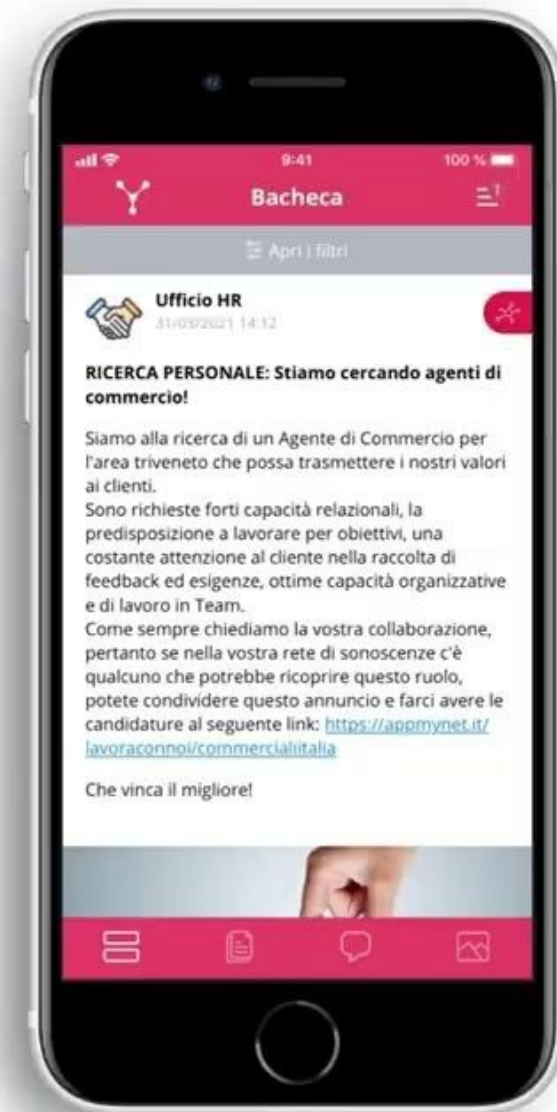 9:41
100 %
Bacheca
Apri i filtri
Ufficio HR
31/03/2021 14:12
RICERCA PERSONALE: Stiamo cercando agenti di
commercio!
Siamo alla ricerca di un Agente di Commercio per
l'area triveneto che possa trasmettere i nostri valori
ai clienti.
Sono richieste forti capacità relazionali, la
predisposizione a lavorare per obiettivi, una
costante attenzione al cliente nella raccolta di
feedback ed esigenze, ottime capacità organizzative
e di lavoro in Team.
Come sempre chiediamo la vostra collaborazione,
pertanto se nella vostra rete di sonoscenze c'è
qualcuno che potrebbe ricoprire questo ruolo,
potete condividere questo annuncio e farci avere le
candidature al seguente link: https://appmynet.it/
lavoraconnoi/commercialiitalia
Che vinca il migliore!